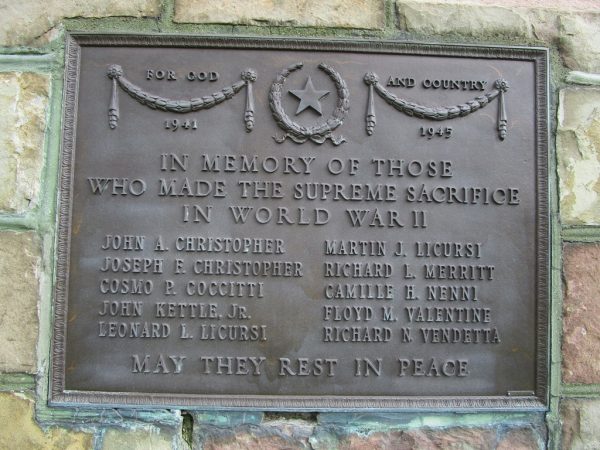 FOR GOD AND COUNTRY
1941 1945
IN MEMORY OF THOSE
WHO MADE THE SUPREME SACRIFICE
IN WORLD WAR II
JOHN A. CHRISTOPHER
JOSEPH F. CHRISTOPHER
COSMO P. COCCITTI
JOHN KETTLE, JR.
LEONARD L. LICURSI
MARTIN J. LICURSI
RICHARD L. MERRITT
CAMILLE H. NENNI
FLOYD M. VALENTINE
RICHARD N. VENDETTA
MAY THEY REST IN PEACE